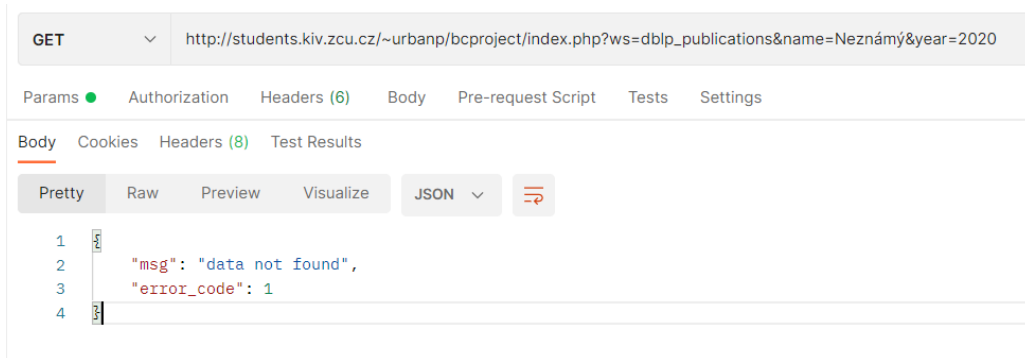 GET http://students.kiv.zcu.cz/~urbanp/bcproject/index.php?ws=dblp_publications&name=Neznámý&year=2020
Params Authorization Headers (6) Body Pre-request Script Tests Settings
Body Cookies Headers (8) Test Results
Pretty Raw Preview Visualize JSON
1 {
2 "msg": "data not found",
3 "error_code": 1
4 }